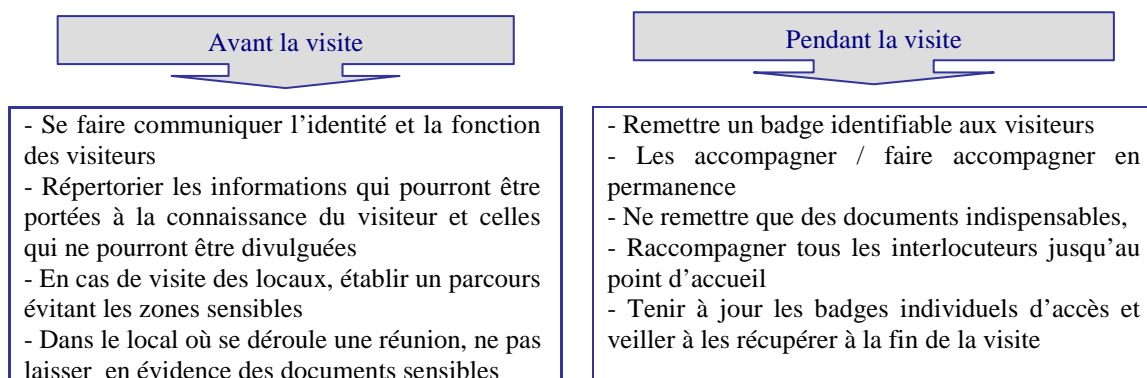 Avant la visite
- Se faire communiquer l’identité et la fonction
des visiteurs
- Répertorier les informations qui pourront être
portées à la connaissance du visiteur et celles
qui ne pourront être divulguées
- En cas de visite des locaux, établir un parcours
évitant les zones sensibles
- Dans le local où se déroule une réunion, ne pas
laisser en évidence des documents sensibles
Pendant la visite
- Remettre un badge identifiable aux visiteurs
- Les accompagner / faire accompagner en
permanence
- Ne remettre que des documents indispensables,
- Raccompagner tous les interlocuteurs jusqu’au
point d’accueil
- Tenir à jour les badges individuels d’accès et
veiller à les récupérer à la fin de la visite